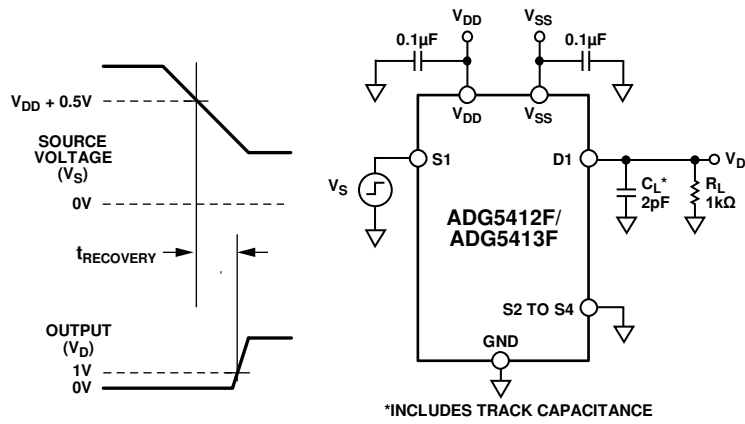 V_DD + 0.5V
SOURCE
VOLTAGE
(V_S)
0V
t_RECOVERY
OUTPUT
(V_D)
1V
0V
V_DD
V_SS
0.1µF
0.1µF
V_DD
V_SS
S1
D1
V_D
V_S
C_L*
2pF
R_L
1kΩ
ADG5412F/
ADG5413F
S2 TO S4
GND
*INCLUDES TRACK CAPACITANCE